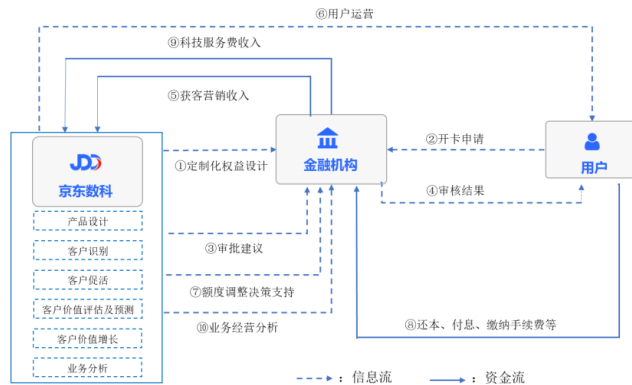 ⑥用户运营
⑨科技服务费收入
⑤获客营销收入
JDD
京东数科
①定制化权益设计
金融机构
②开卡申请
用户
④审核结果
产品设计
客户识别
③审批建议
客户促活
⑦额度调整决策支持
客户价值评估及预测
⑩业务经营分析
⑧还本、付息、缴纳手续费等
客户价值增长
业务分析
：信息流
：资金流